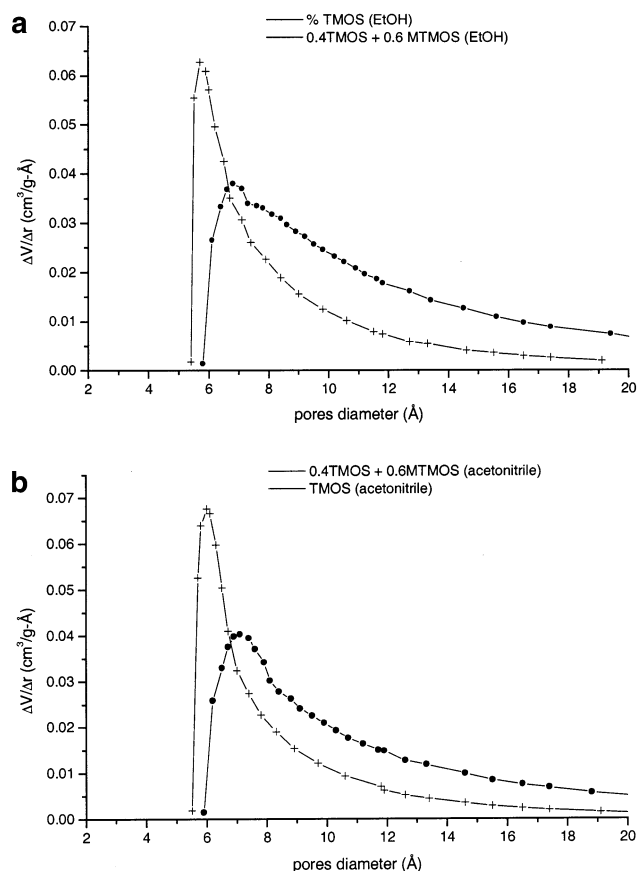 a
% TMOS (EtOH)
0.4TMOS + 0.6 MTMOS (EtOH)
0.07
0.06
0.05
0.04
0.03
0.02
0.01
0.00
ΔV/Δr (cm³/g-Å)
2 4 6 8 10 12 14 16 18 20
pores diameter (Å)
b
0.4TMOS + 0.6MTMOS (acetonitrile)
TMOS (acetonitrile)
0.07
0.06
0.05
0.04
0.03
0.02
0.01
0.00
ΔV/Δr (cm³/g-Å)
2 4 6 8 10 12 14 16 18 20
pores diameter (Å)